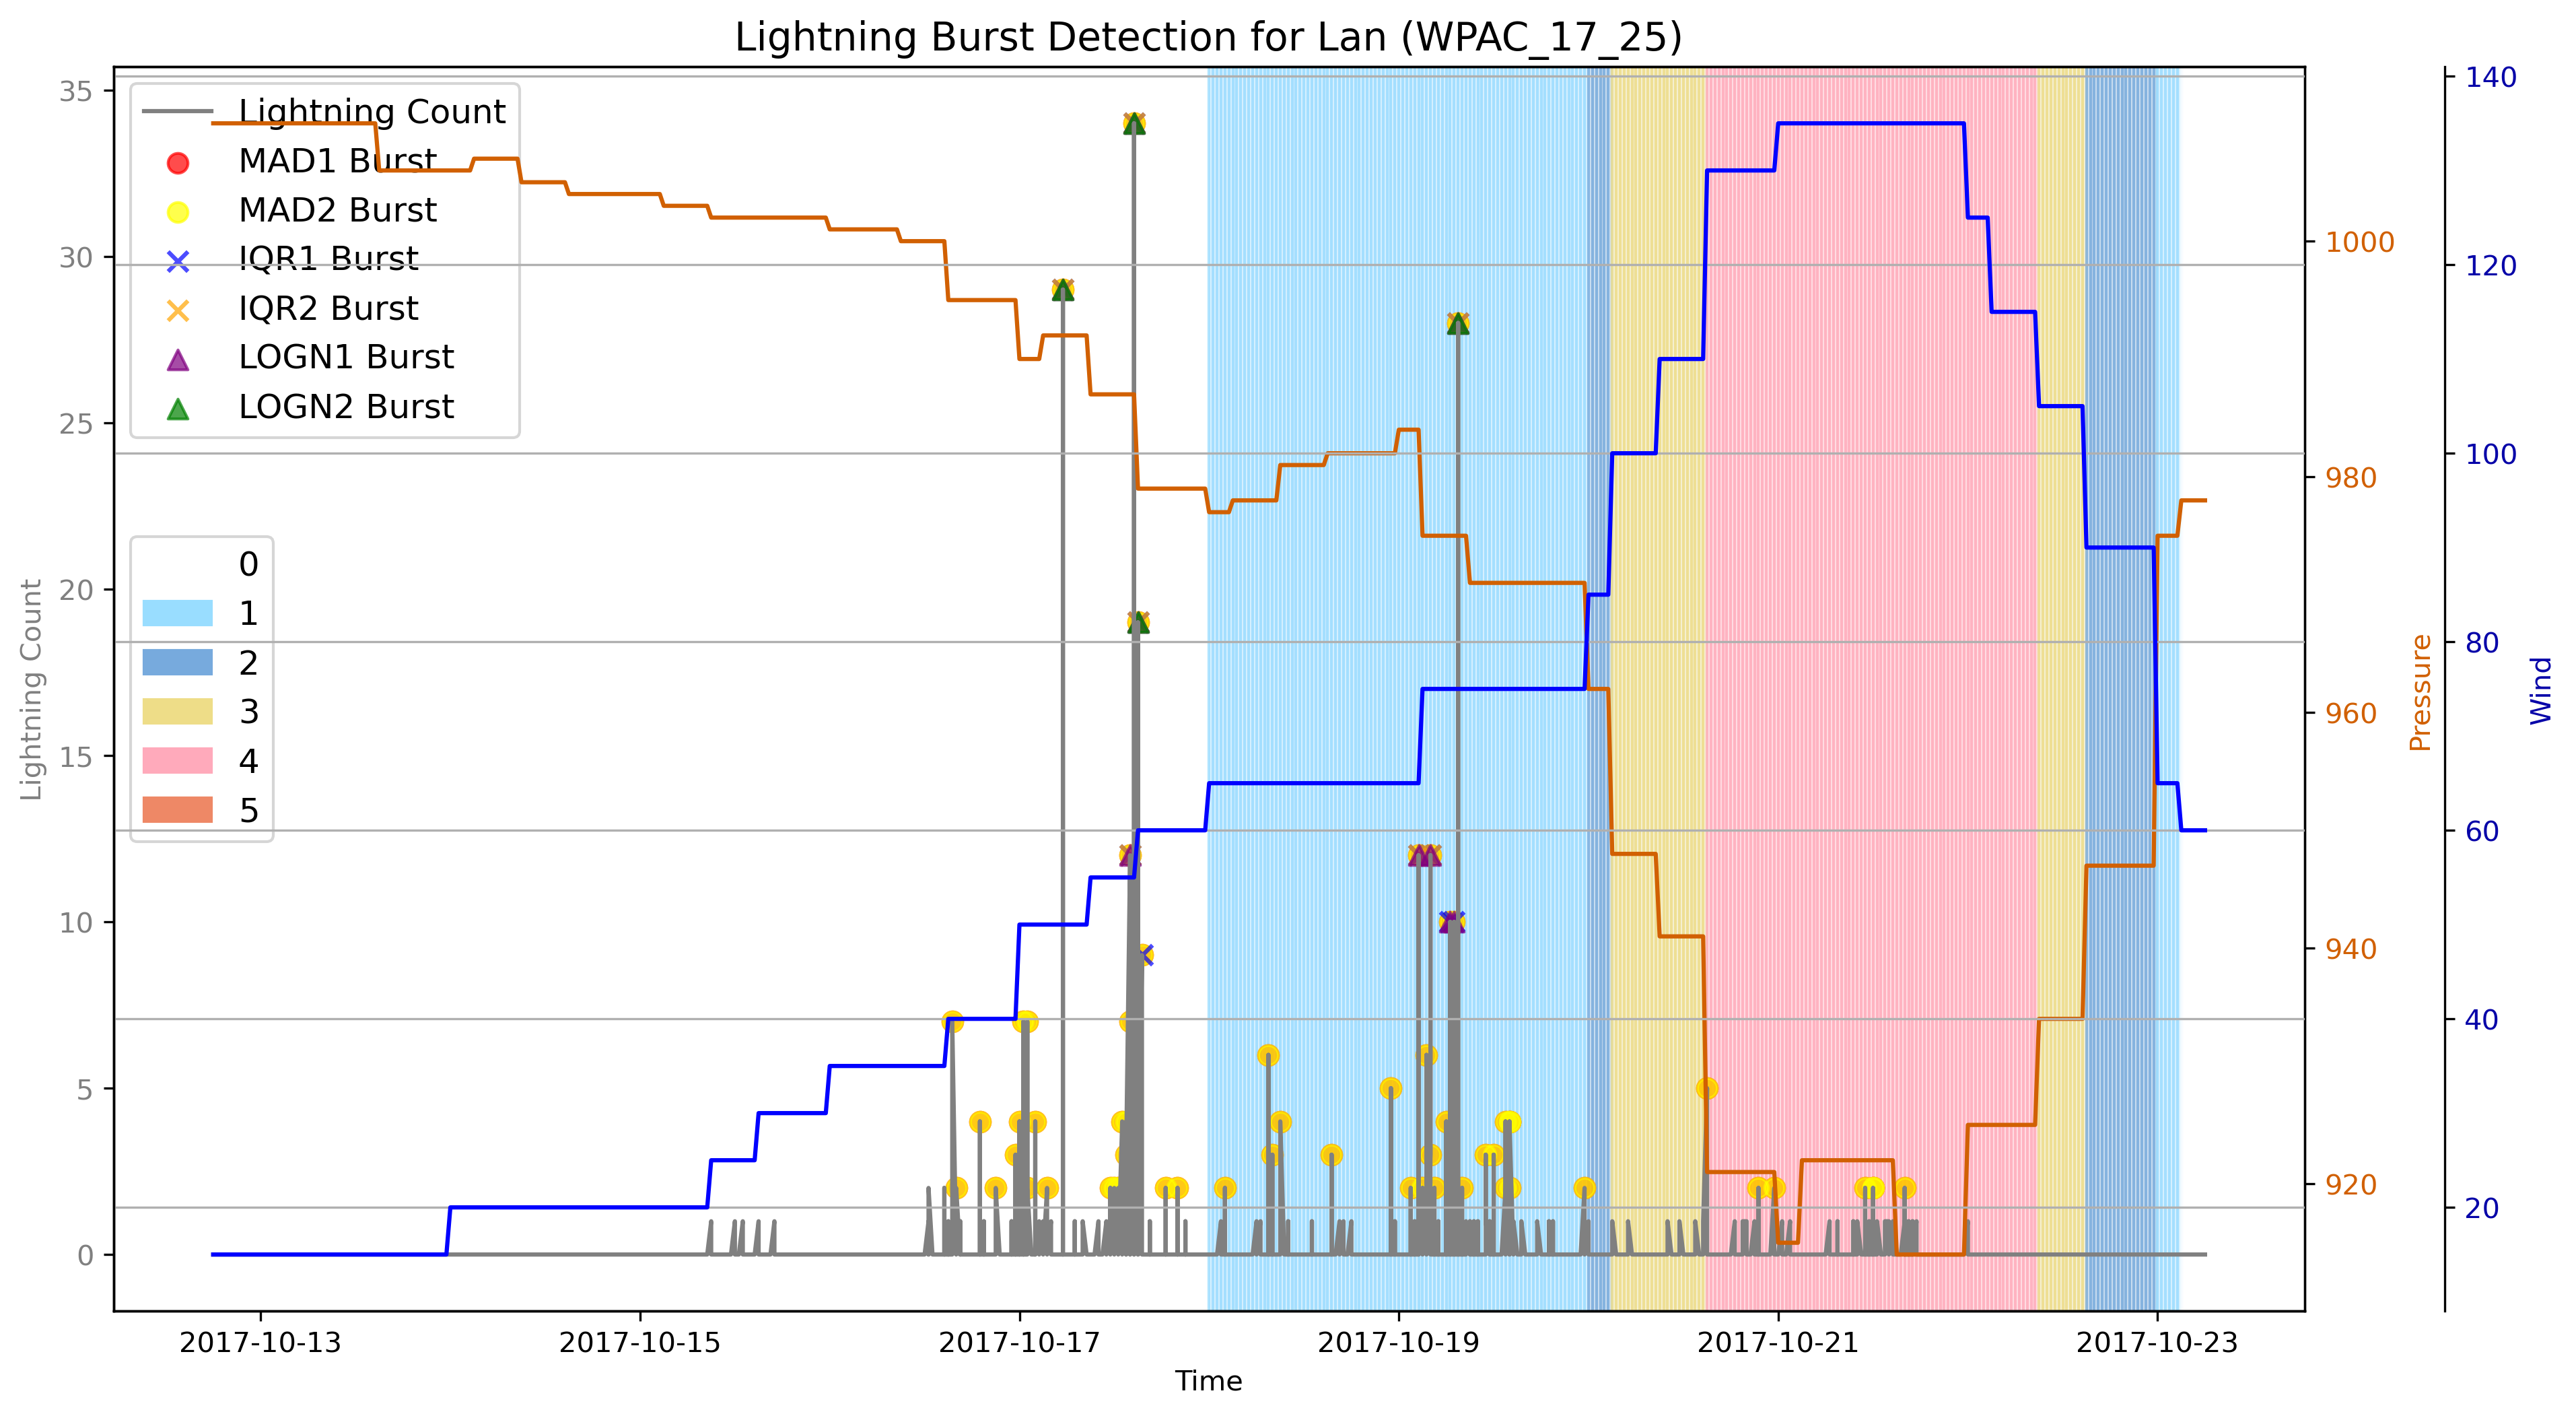 Lightning Burst Detection for Lan (WPAC_17_25)
Lightning Count
MAD1 Burst
MAD2 Burst
IQR1 Burst
IQR2 Burst
LOGN1 Burst
LOGN2 Burst
0
1
2
3
4
5
Lightning Count
35
30
25
20
15
10
5
0
1000
980
960
940
920
Pressure
140
120
100
80
60
40
20
Wind
2017-10-13
2017-10-15
2017-10-17
2017-10-19
2017-10-21
2017-10-23
Time